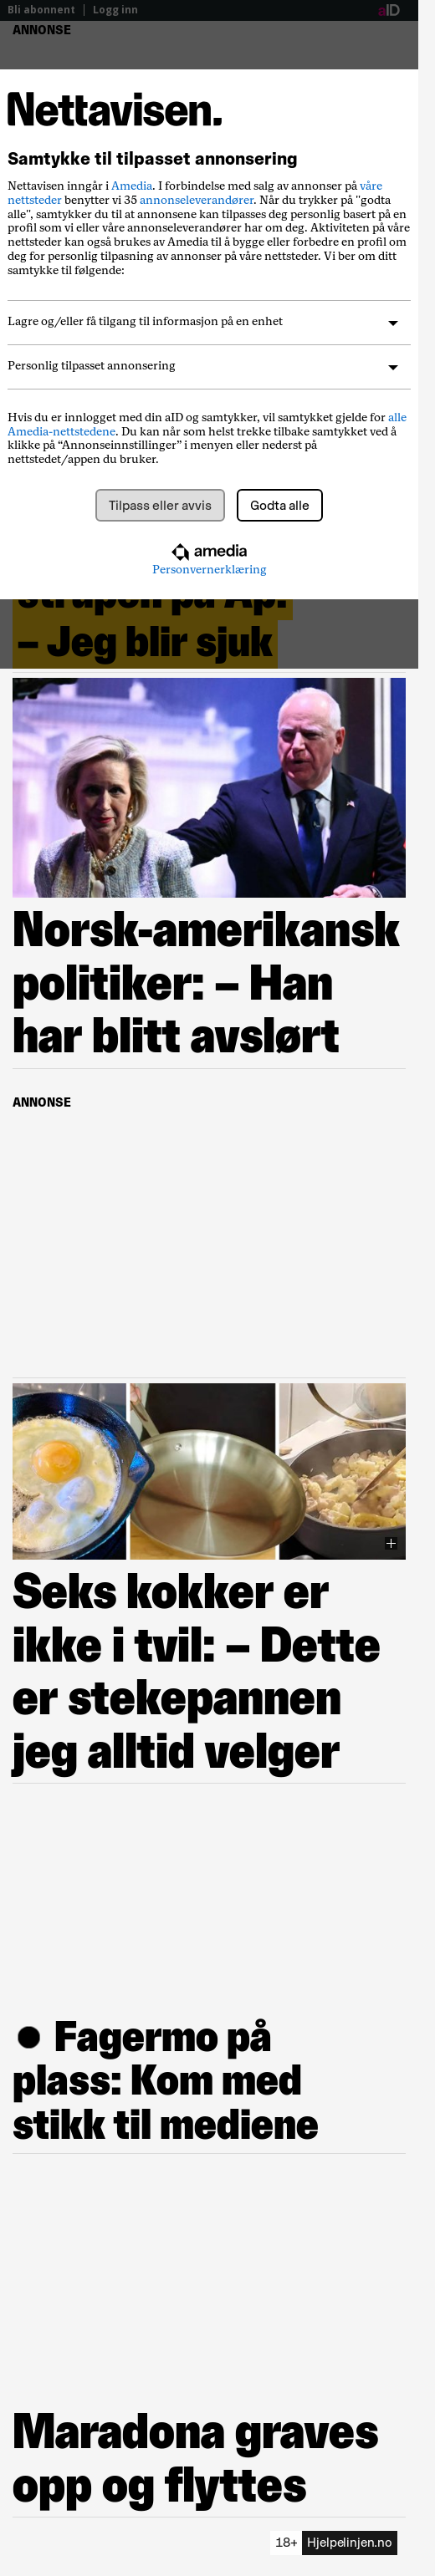 Bli abonnent | Logg inn
aID
ANNONSE
Nettavisen.
Samtykke til tilpasset annonsering
Nettavisen inngår i Amedia. I forbindelse med salg av annonser på våre
nettsteder benytter vi 35 annonseleverandører. Når du trykker på "godta
alle", samtykker du til at annonsene kan tilpasses deg personlig basert på en
profil som vi eller våre annonseleverandører har om deg. Aktiviteten på våre
nettsteder kan også brukes av Amedia til å bygge eller forbedre en profil om
deg for personlig tilpasning av annonser på våre nettsteder. Vi ber om ditt
samtykke til følgende:
Lagre og/eller få tilgang til informasjon på en enhet
Personlig tilpasset annonsering
Hvis du er innlogget med din aID og samtykker, vil samtykket gjelde for alle
Amedia-nettstedene. Du kan når som helst trekke tilbake samtykket ved å
klikke på “Annonseinnstillinger” i menyen eller nederst på
nettstedet/appen du bruker.
Tilpass eller avvis
Godta alle
amedia
Personvernerklæring
på Ap:
– Jeg blir sjuk
Norsk-amerikansk
politiker: – Han
har blitt avslørt
ANNONSE
Seks kokker er
ikke i tvil: – Dette
er stekepannen
jeg alltid velger
Fagermo på
plass: Kom med
stikk til mediene
Maradona graves
opp og flyttes
18+ Hjelpelinjen.no